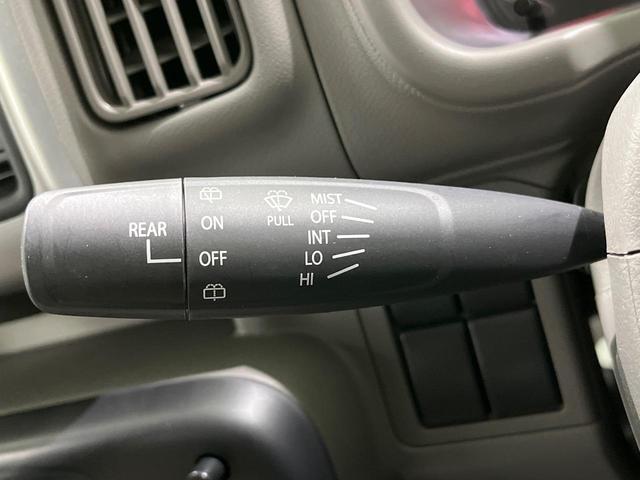 REAR
ON
OFF
PULL
MIST
OFF
INT
LO
HI